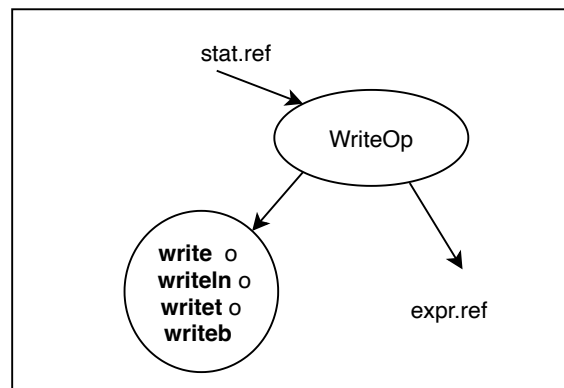 stat.ref
WriteOp
write o
writeln o
writet o
writeb
expr.ref